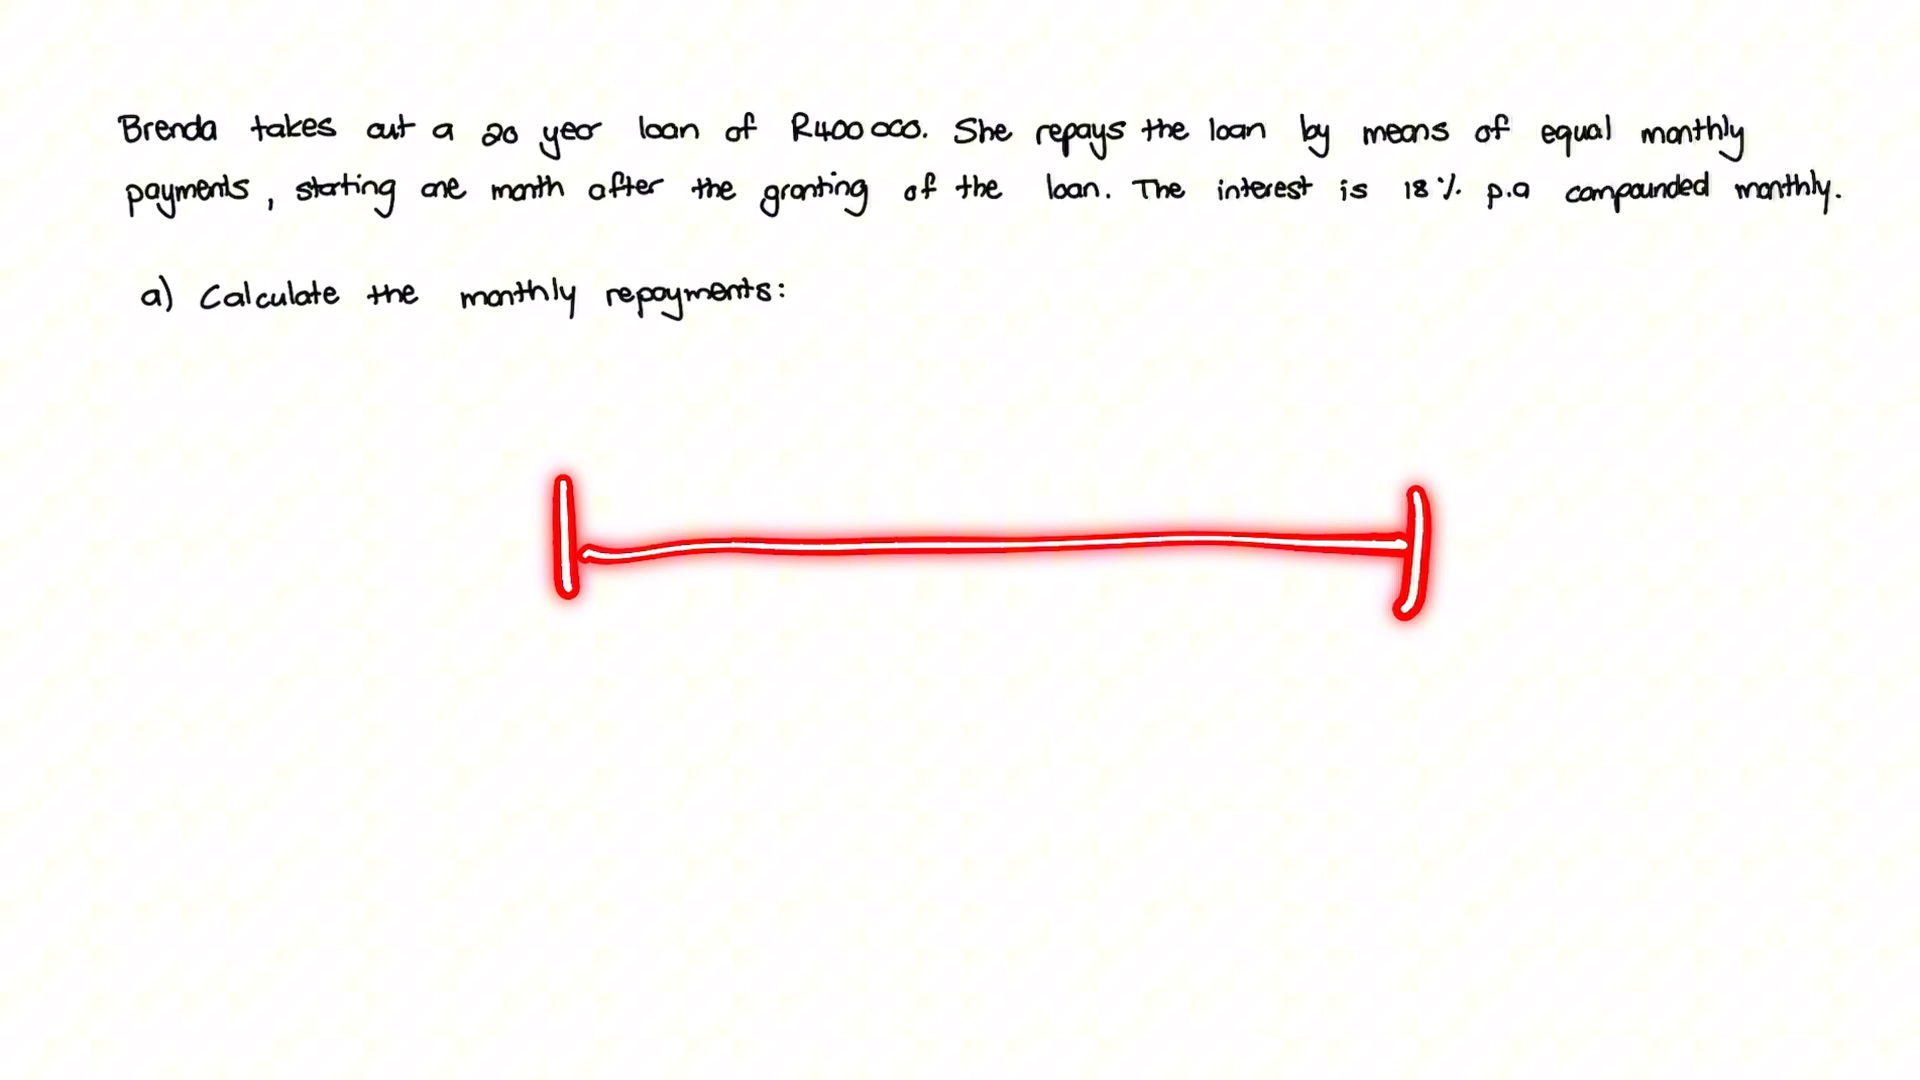 Brenda takes out a 20 year loan of R400 000. She repays the loan by means of equal monthly
payments, starting one month after the granting of the loan. The interest is 18% p.a compounded monthly.
a) Calculate the monthly repayments: